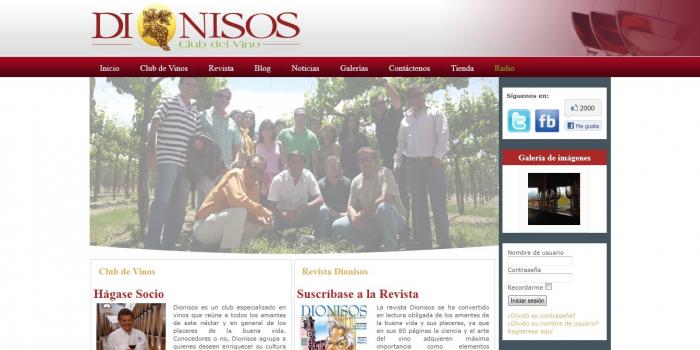 DIONISOS
Club del Vino
Inicio Club de Vinos Revista Blog Noticias Galerías Contáctenos Tienda Radio
Síguenos en:
2000
Me gusta
Galería de imágenes
Nombre de usuario
Contraseña
Recordarme
Iniciar sesión
¿Olvidó su contraseña?
¿Olvido su nombre de usuario?
Regístrese aquí
Club de Vinos
Hágase Socio
Dionisos es un club especializado en
vinos que reúne a todos los amantes
de este néctar y en general de los
placeres de la buena vida.
Conocedores o no, Dionisos agrupa a
quienes deseen enriquecer su cultura
Revista Dionisos
Suscríbase a la Revista
DIONISOS
La revista Dionisos se ha convertido
en lectura obligada de los amantes de
la buena vida y sus placeres, ya que
en sus 80 páginas la ciencia y el arte
del vino adquieren máxima
importancia como elementos